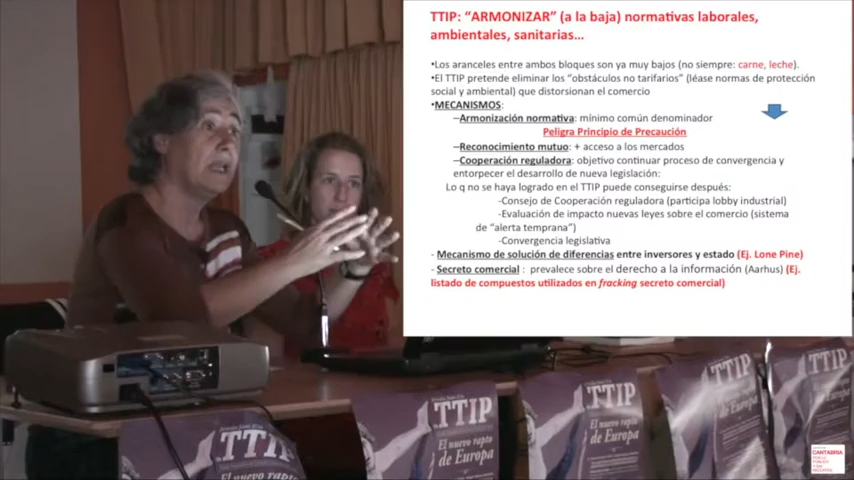 TTIP: “ARMONIZAR” (a la baja) normativas laborales,
ambientales, sanitarias…
•Los aranceles entre ambos bloques son ya muy bajos (no siempre: carne, leche).
•El TTIP pretende eliminar los “obstáculos no tarifarios” (léase normas de protección
social y ambiental) que distorsionan el comercio
•MECANISMOS:
–Armonización normativa: mínimo común denominador
Peligra Principio de Precaución
–Reconocimiento mutuo: + acceso a los mercados
–Cooperación reguladora: objetivo continuar proceso de convergencia y
entorpecer el desarrollo de nueva legislación:
Lo q no se haya logrado en el TTIP puede conseguirse después:
-Consejo de Cooperación reguladora (participa lobby industrial)
-Evaluación de impacto nuevas leyes sobre el comercio (sistema
de “alerta temprana”)
-Convergencia legislativa
- Mecanismo de solución de diferencias entre inversores y estado (Ej. Lone Pine)
- Secreto comercial : prevalece sobre el derecho a la información (Aarhus) (Ej.
listado de compuestos utilizados en fracking secreto comercial)
.TTIP
El nuevo rapto
.TTIP
El nuevo rapto
de Europa
.TTIP
El nuevo rapto
de Europa
TTIP
El nuevo rapto
de Europa
TTIP
CANTABRIA